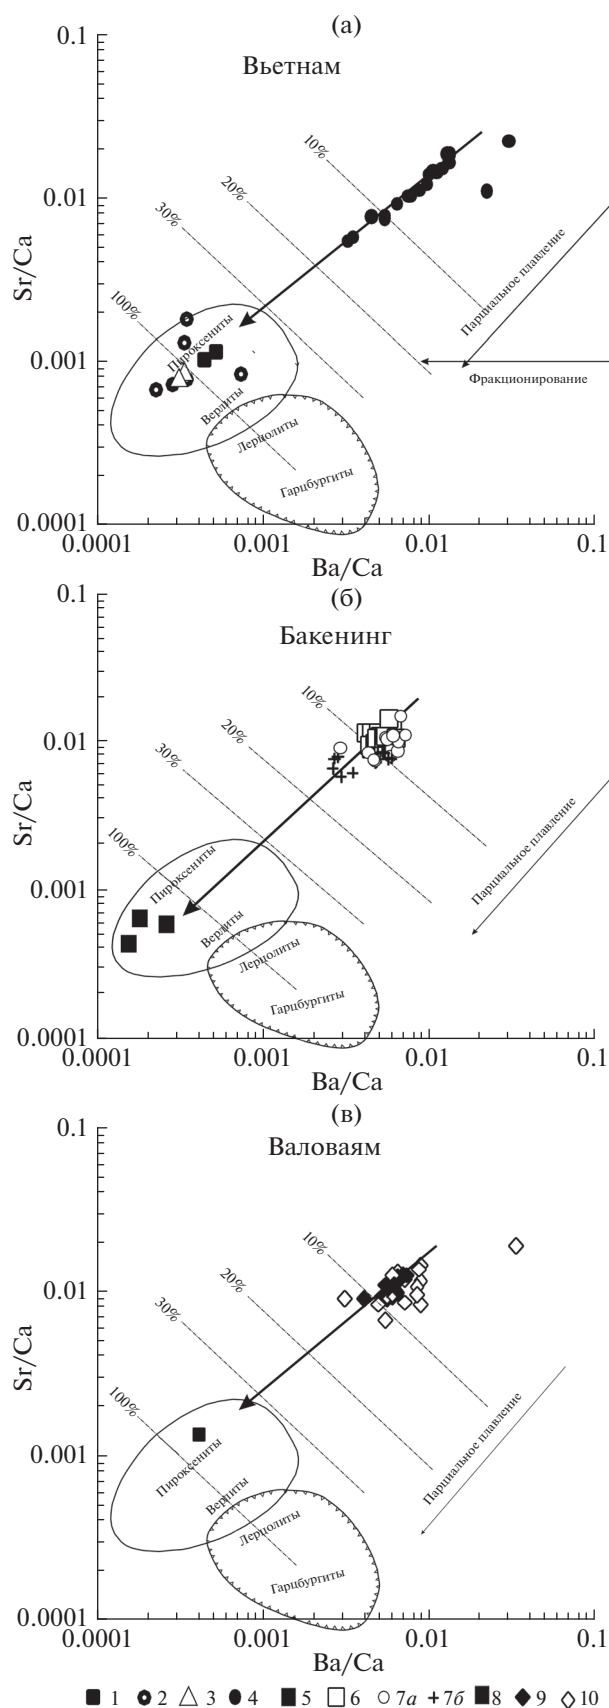 (а)
0.1
Вьетнам
10%
20%
0.01
30%
Sr/Ca
100%
Парциальное плавление
Пироксениты
0.001
Фракционирование
Верлиты
Лерцолиты
Гарцбургиты
0.0001
0.0001 0.001 0.01 0.1
Ba/Ca
(б)
0.1
Бакенинг
10%
20%
0.01
30%
Sr/Ca
100%
Парциальное плавление
Пироксениты
0.001
Верлиты
Лерцолиты
Гарцбургиты
0.0001
0.0001 0.001 0.01 0.1
Ba/Ca
(в)
0.1
Валоваям
10%
20%
0.01
30%
Sr/Ca
100%
Парциальное плавление
Пироксениты
0.001
Верлиты
Лерцолиты
Гарцбургиты
0.0001
0.0001 0.001 0.01 0.1
Ba/Ca
1 2 3 4 5 6 7а 7б 8 9 10